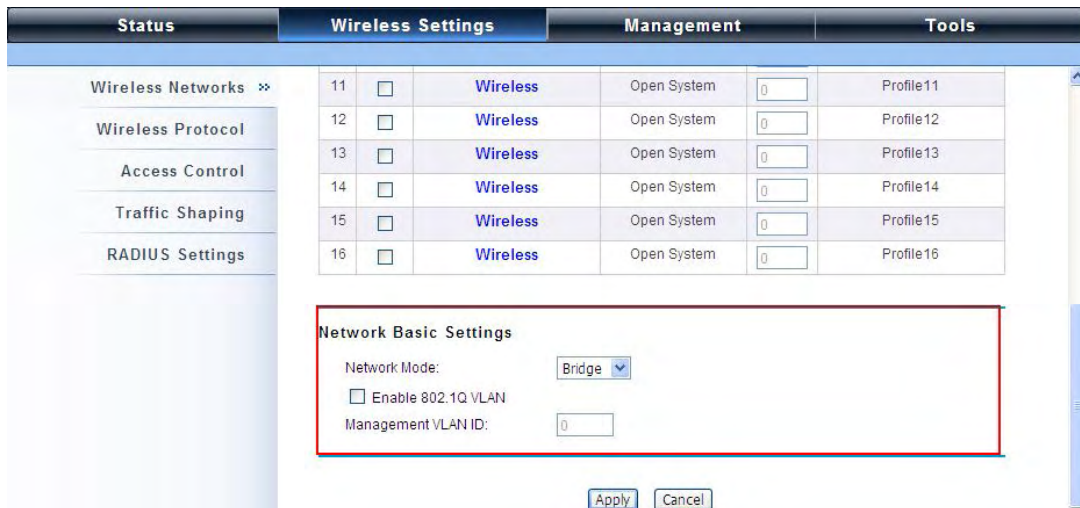 Status Wireless Settings Management Tools
Wireless Networks »
Wireless Protocol
Access Control
Traffic Shaping
RADIUS Settings
11 Wireless Open System 0 Profile11
12 Wireless Open System 0 Profile12
13 Wireless Open System 0 Profile13
14 Wireless Open System 0 Profile14
15 Wireless Open System 0 Profile15
16 Wireless Open System 0 Profile16
Network Basic Settings
Network Mode: Bridge
Enable 802.1Q VLAN
Management VLAN ID: 0
Apply Cancel